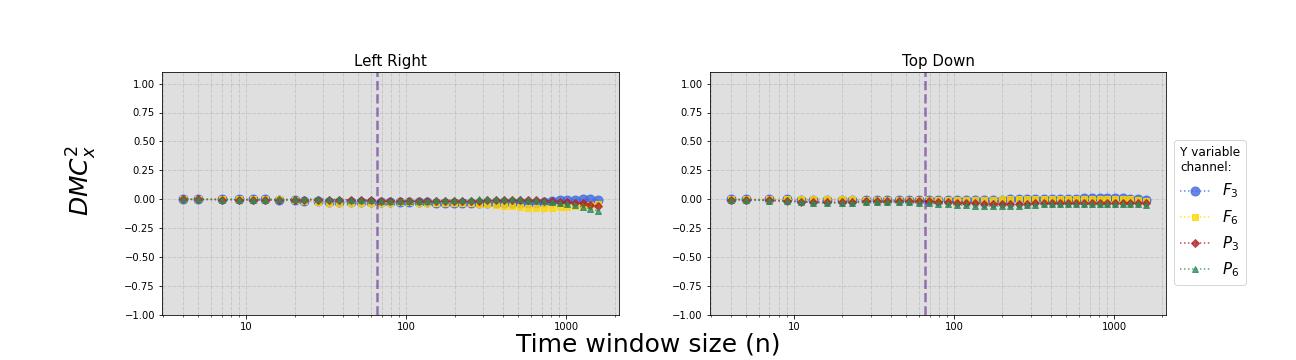 Left Right
Top Down
1.00
0.75
0.50
0.25
0.00
−0.25
−0.50
−0.75
−1.00
1.00
0.75
0.50
0.25
0.00
−0.25
−0.50
−0.75
−1.00
DMC²ₓ
10
100
1000
10
100
1000
Time window size (n)
Y variable
channel:
F₃
F₆
P₃
P₆